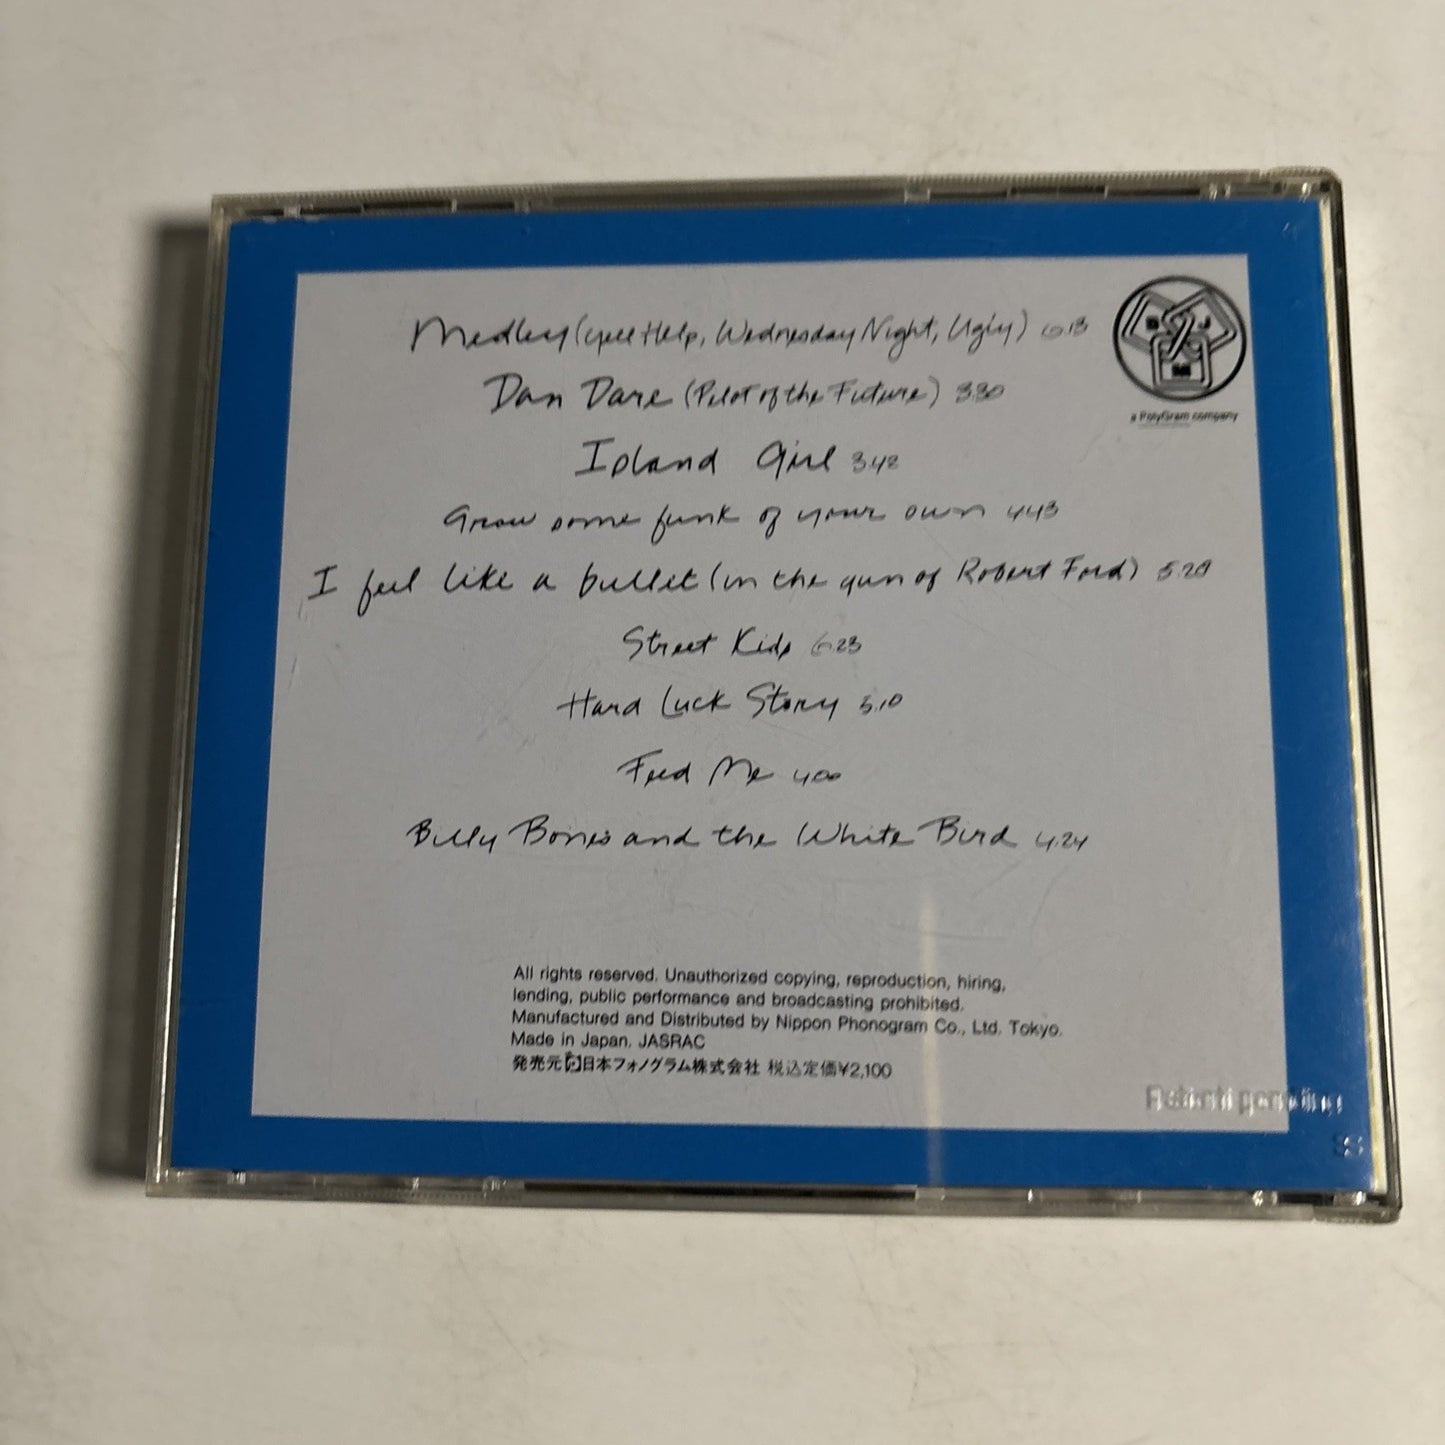 Medley (Yell Help, Wednesday Night, Ugly) 6.13
Dan Dare (Pilot of the Future) 3.30
Island Girl 3.42
Grow some funk of your own 4.43
I feel like a bullet (in the gun of Robert Ford) 5.28
Street Kids 6.23
Hard Luck Story 5.10
Feed Me 4.00
Billy Bones and the White Bird 4.24
DJM
a PolyGram company
All rights reserved. Unauthorized copying, reproduction, hiring,
lending, public performance and broadcasting prohibited.
Manufactured and Distributed by Nippon Phonogram Co., Ltd. Tokyo.
Made in Japan. JASRAC
発売元 日本フォノグラム株式会社 税込定価¥2,100
Patent pending